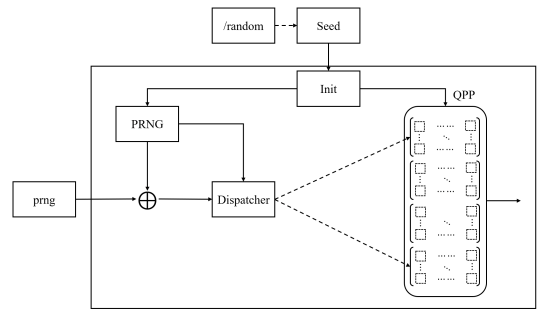 /random
Seed
Init
QPP
PRNG
prng
Dispatcher